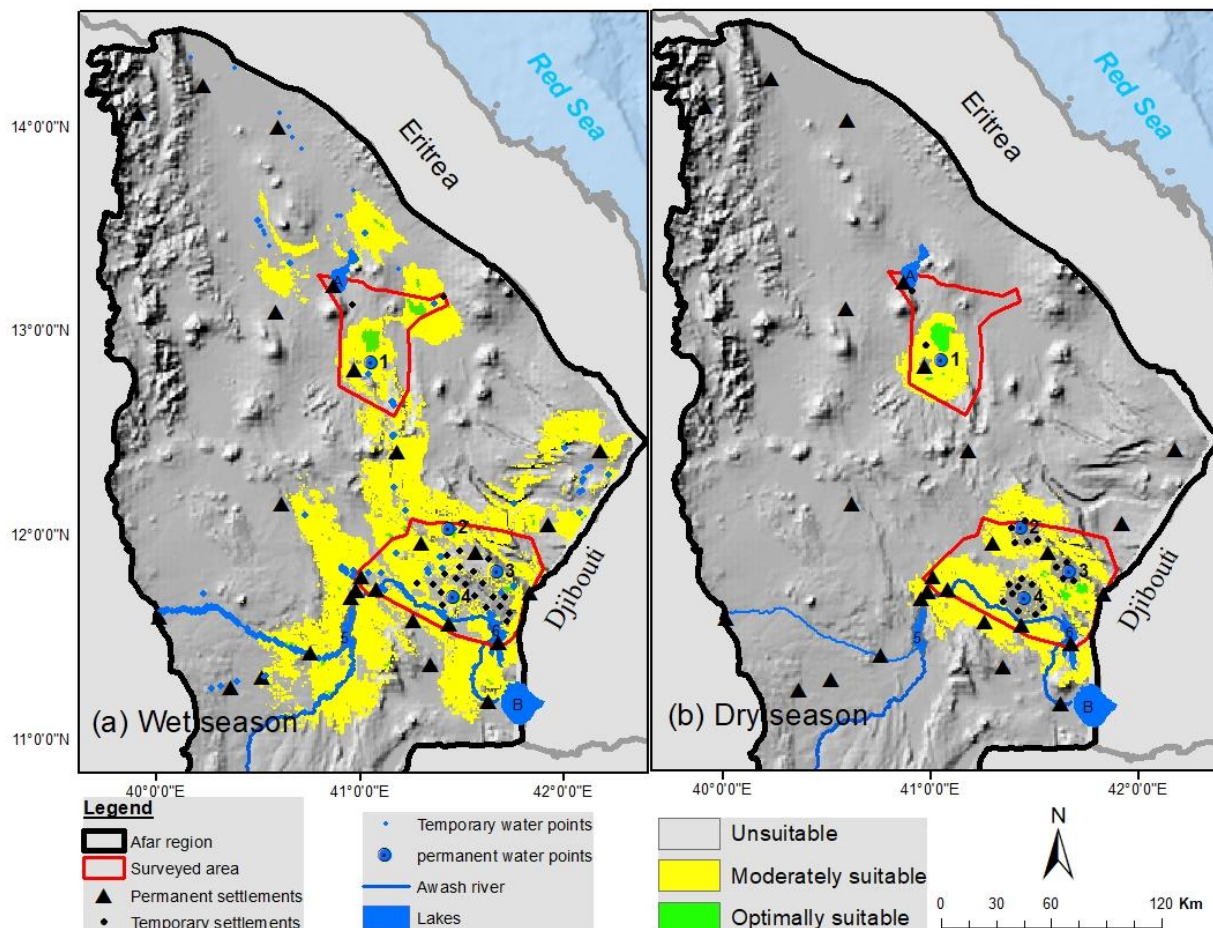 Red Sea
Eritrea
A
1
2
3
4
5
6
B
Djibouti
(a) Wet season
14°0'0"N
13°0'0"N
12°0'0"N
11°0'0"N
40°0'0"E
41°0'0"E
42°0'0"E
Red Sea
Eritrea
A
1
2
3
4
5
6
B
Djibouti
(b) Dry season
40°0'0"E
41°0'0"E
42°0'0"E
Legend
Afar region
Surveyed area
Permanent settlements
Temporary settlements
Temporary water points
permanent water points
Awash river
Lakes
Unsuitable
Moderately suitable
Optimally suitable
N
0 30 60 120 Km